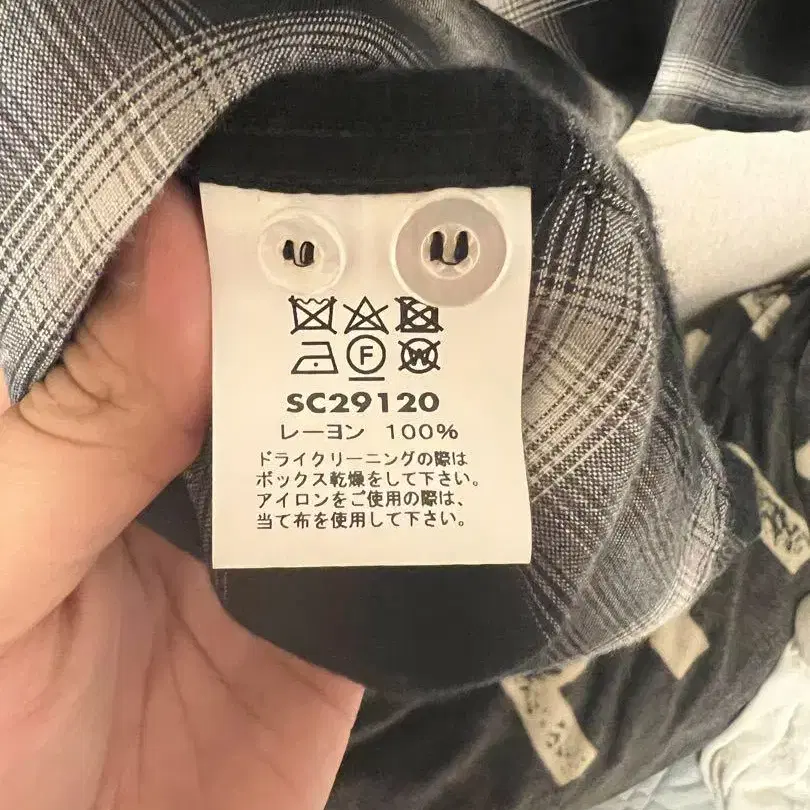 F
W
SC29120
レーヨン 100%
ドライクリーニングの際は
ボックス乾燥をして下さい。
アイロンをご使用の際は、
当て布を使用して下さい。